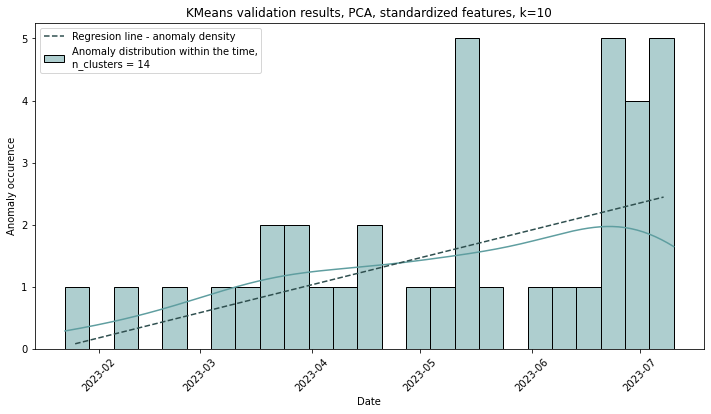 KMeans validation results, PCA, standardized features, k=10
Regresion line - anomaly density
Anomaly distribution within the time,
n_clusters = 14
Anomaly occurence
5
4
3
2
1
0
2023-02
2023-03
2023-04
2023-05
2023-06
2023-07
Date